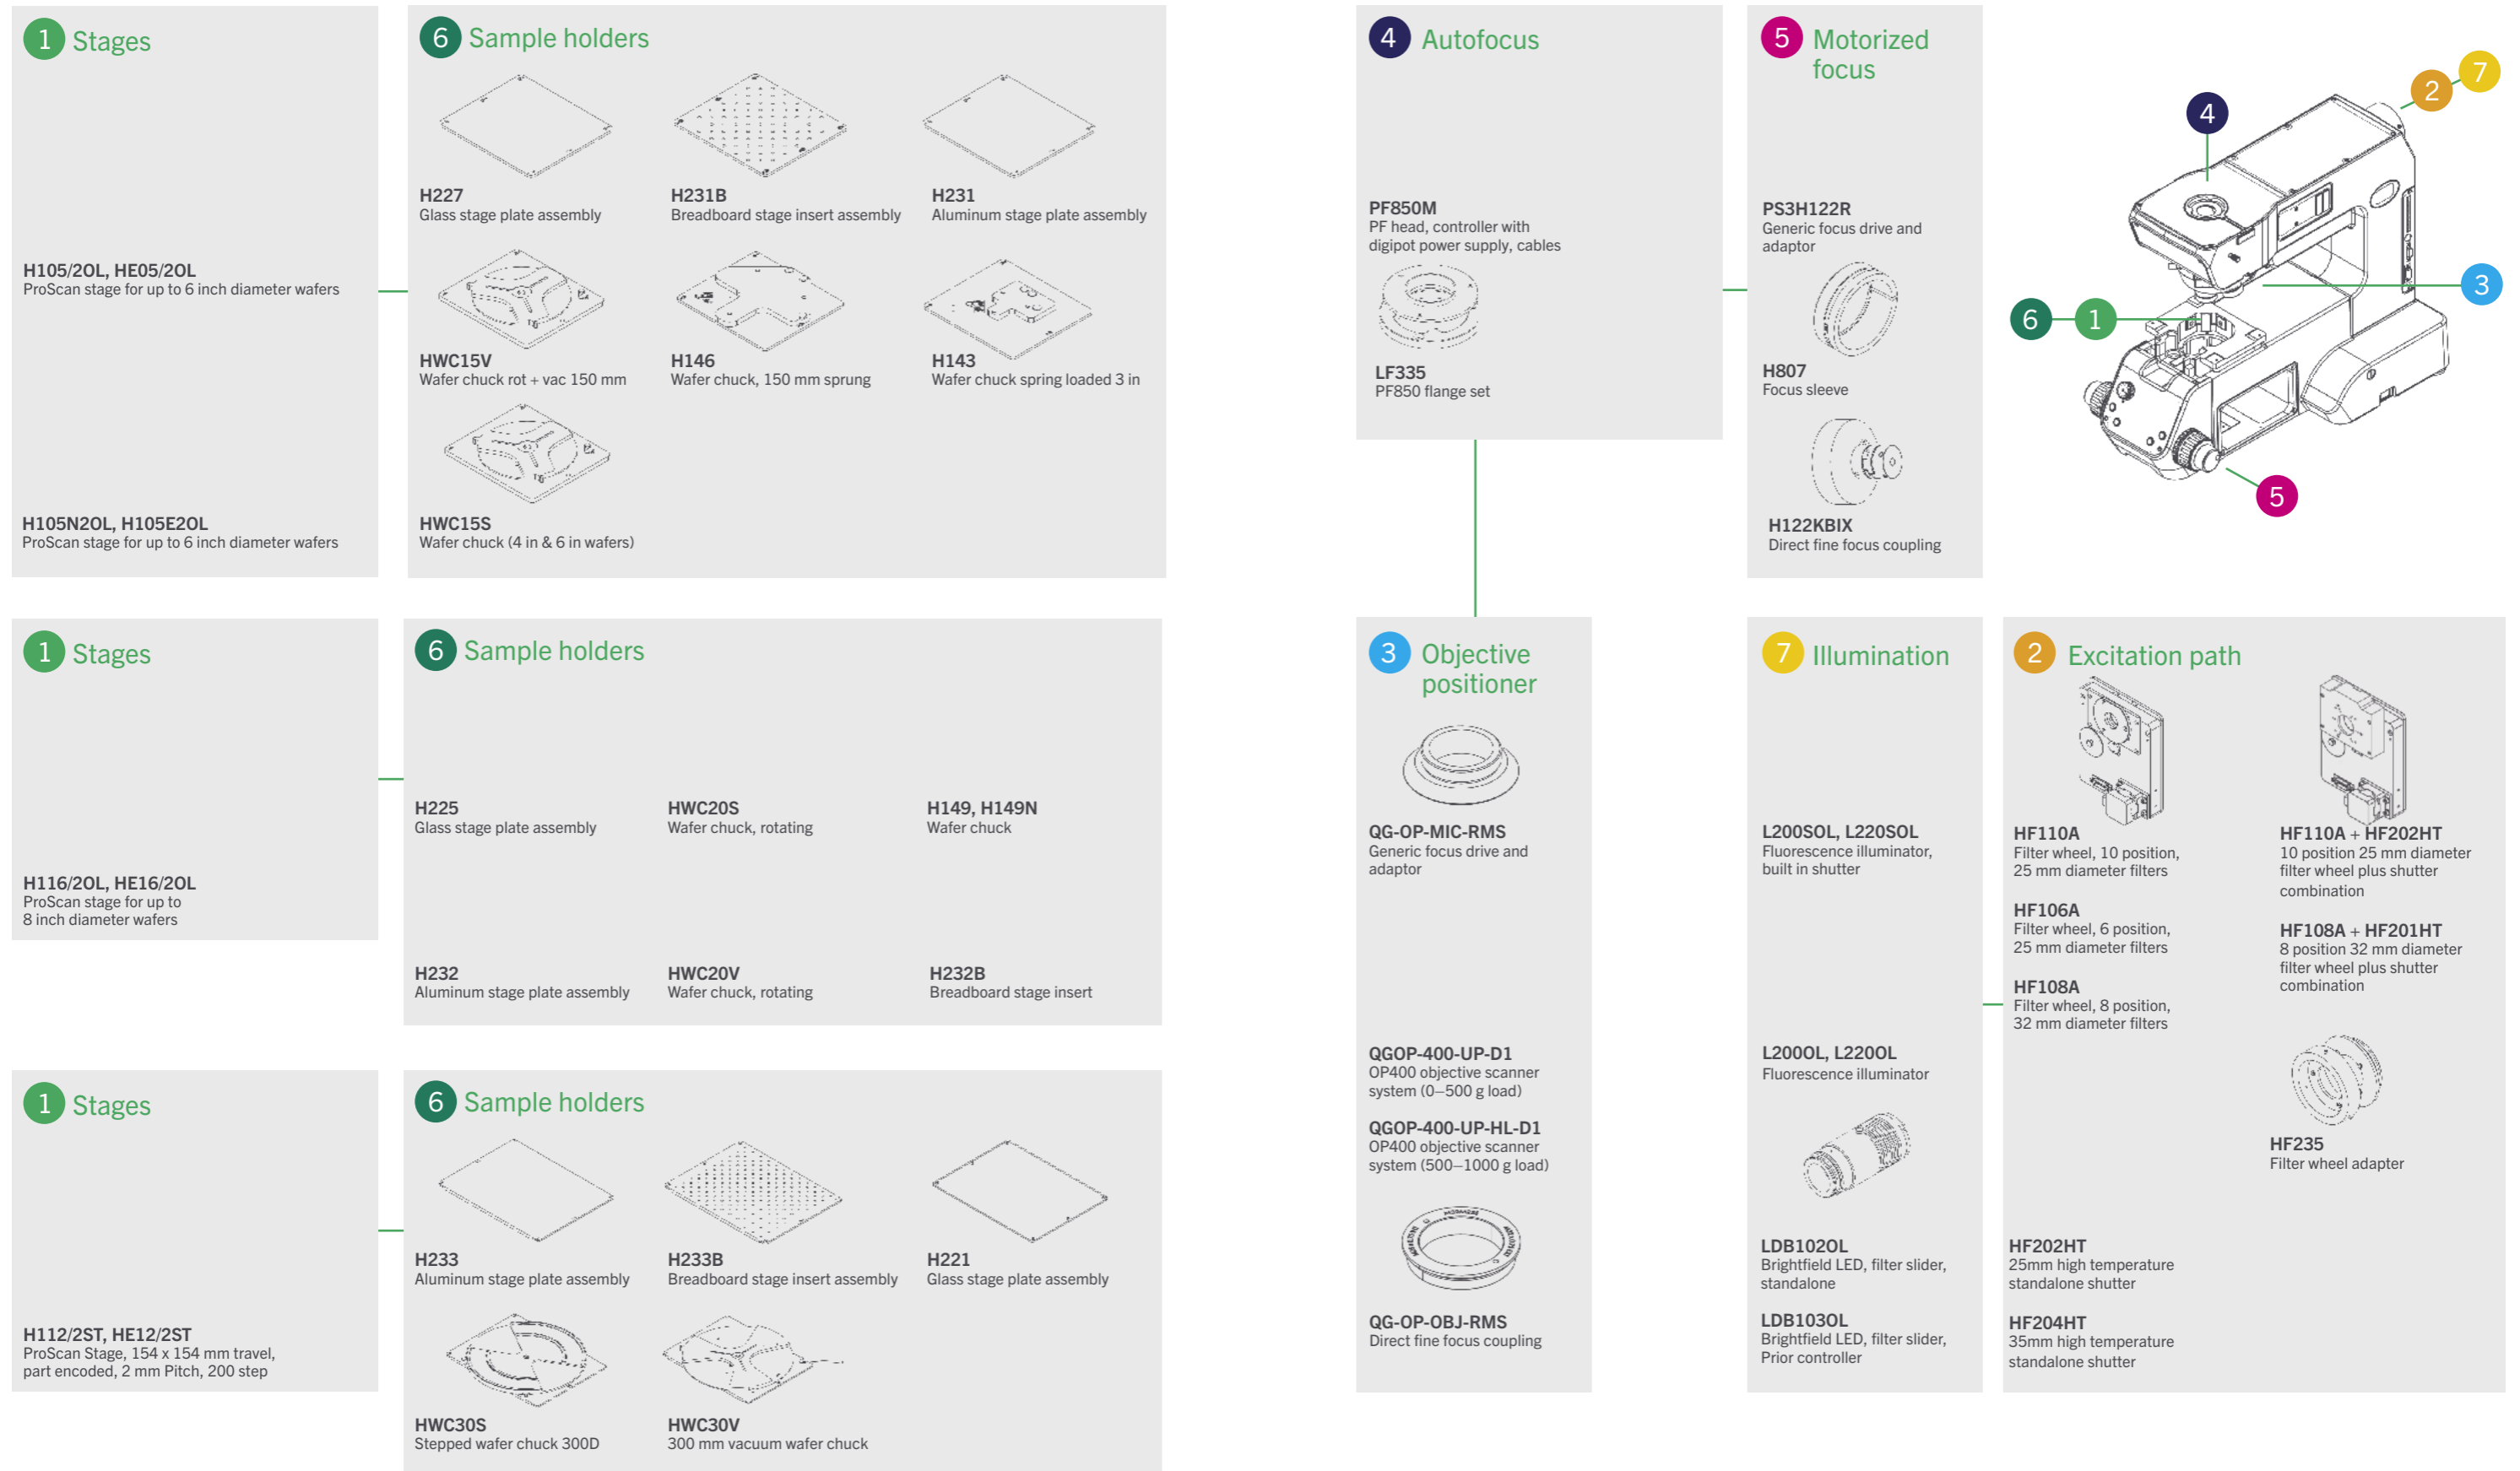 1 Stages
H105/2OL, HE05/2OL
ProScan stage for up to 6 inch diameter wafers
H105N2OL, H105E2OL
ProScan stage for up to 6 inch diameter wafers
6 Sample holders
H227
Glass stage plate assembly
H231B
Breadboard stage insert assembly
H231
Aluminum stage plate assembly
HWC15V
Wafer chuck rot + vac 150 mm
H146
Wafer chuck, 150 mm sprung
H143
Wafer chuck spring loaded 3 in
HWC15S
Wafer chuck (4 in & 6 in wafers)
1 Stages
H116/2OL, HE16/2OL
ProScan stage for up to
8 inch diameter wafers
6 Sample holders
H225
Glass stage plate assembly
HWC20S
Wafer chuck, rotating
H149, H149N
Wafer chuck
H232
Aluminum stage plate assembly
HWC20V
Wafer chuck, rotating
H232B
Breadboard stage insert
1 Stages
H112/2ST, HE12/2ST
ProScan Stage, 154 x 154 mm travel,
part encoded, 2 mm Pitch, 200 step
6 Sample holders
H233
Aluminum stage plate assembly
H233B
Breadboard stage insert assembly
H221
Glass stage plate assembly
HWC30S
Stepped wafer chuck 300D
HWC30V
300 mm vacuum wafer chuck
4 Autofocus
PF850M
PF head, controller with
digipot power supply, cables
LF335
PF850 flange set
5 Motorized
focus
PS3H122R
Generic focus drive and
adaptor
H807
Focus sleeve
H122KBIX
Direct fine focus coupling
7
2
4
3
6
1
5
3 Objective
positioner
QG-OP-MIC-RMS
Generic focus drive and
adaptor
QGOP-400-UP-D1
OP400 objective scanner
system (0–500 g load)
QGOP-400-UP-HL-D1
OP400 objective scanner
system (500–1000 g load)
QG-OP-OBJ-RMS
Direct fine focus coupling
7 Illumination
L200SOL, L220SOL
Fluorescence illuminator,
built in shutter
L200OL, L220OL
Fluorescence illuminator
LDB102OL
Brightfield LED, filter slider,
standalone
LDB103OL
Brightfield LED, filter slider,
Prior controller
2 Excitation path
HF110A
Filter wheel, 10 position,
25 mm diameter filters
HF106A
Filter wheel, 6 position,
25 mm diameter filters
HF108A
Filter wheel, 8 position,
32 mm diameter filters
HF110A + HF202HT
10 position 25 mm diameter
filter wheel plus shutter
combination
HF108A + HF201HT
8 position 32 mm diameter
filter wheel plus shutter
combination
HF235
Filter wheel adapter
HF202HT
25mm high temperature
standalone shutter
HF204HT
35mm high temperature
standalone shutter